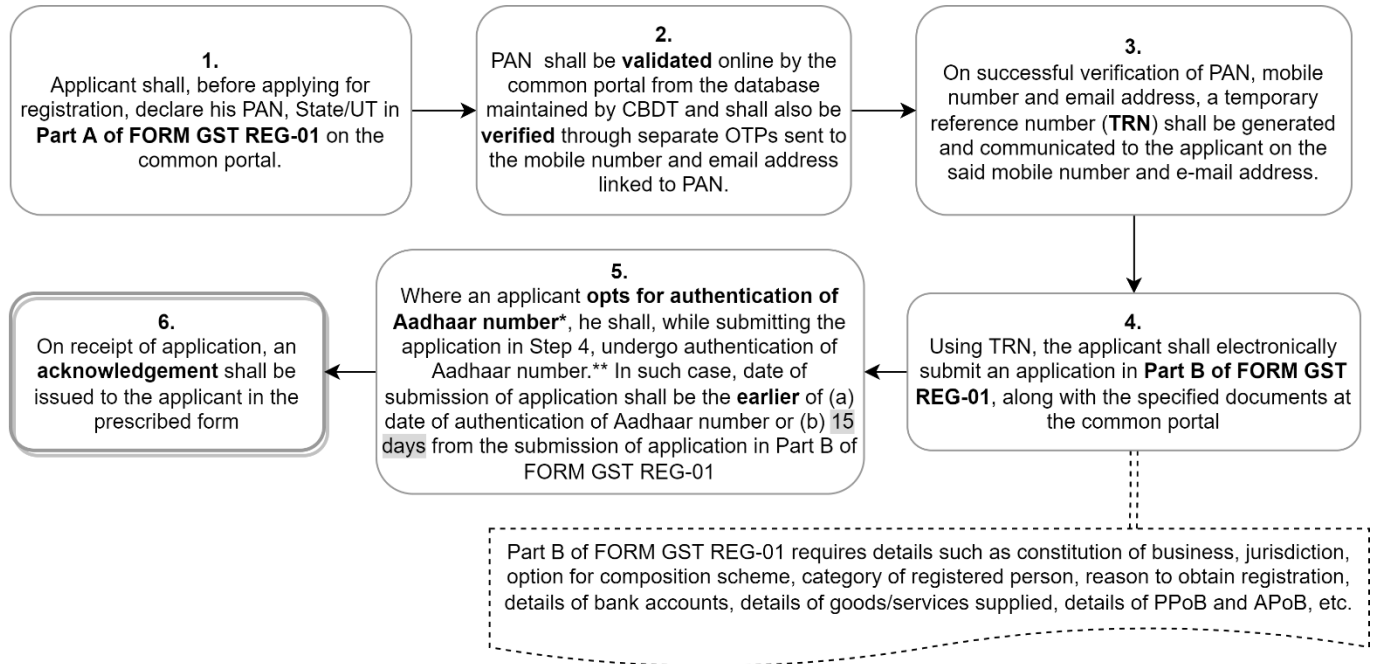 1.
Applicant shall, before applying for
registration, declare his PAN, State/UT in
Part A of FORM GST REG-01 on the
common portal.
2.
PAN shall be validated online by the
common portal from the database
maintained by CBDT and shall also be
verified through separate OTPs sent to
the mobile number and email address
linked to PAN.
3.
On successful verification of PAN, mobile
number and email address, a temporary
reference number (TRN) shall be generated
and communicated to the applicant on the
said mobile number and e-mail address.
4.
Using TRN, the applicant shall electronically
submit an application in Part B of FORM GST
REG-01, along with the specified documents at
the common portal
5.
Where an applicant opts for authentication of
Aadhaar number*, he shall, while submitting the
application in Step 4, undergo authentication of
Aadhaar number.** In such case, date of
submission of application shall be the earlier of (a)
date of authentication of Aadhaar number or (b) 15
days from the submission of application in Part B of
FORM GST REG-01
6.
On receipt of application, an
acknowledgement shall be
issued to the applicant in the
prescribed form
Part B of FORM GST REG-01 requires details such as constitution of business, jurisdiction,
option for composition scheme, category of registered person, reason to obtain registration,
details of bank accounts, details of goods/services supplied, details of PPoB and APoB, etc.